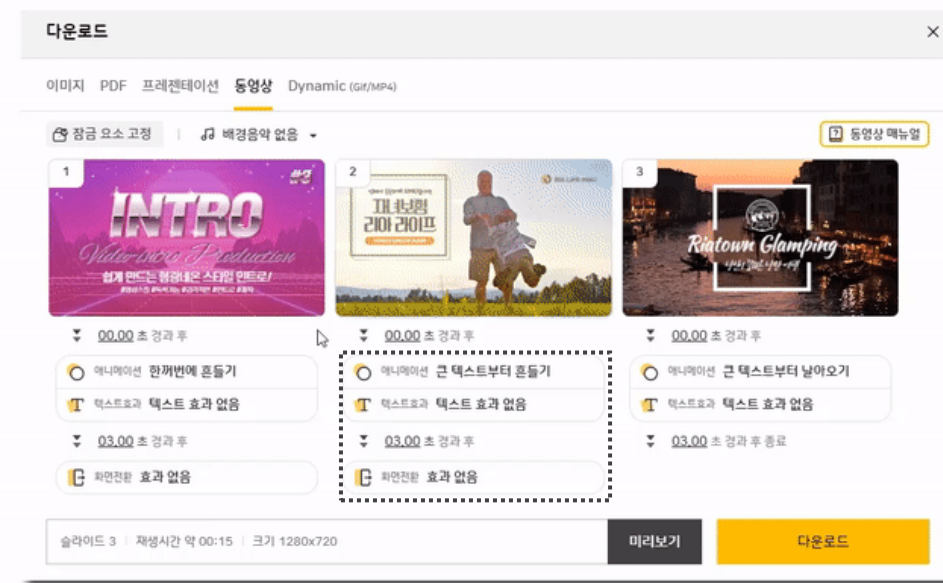 다운로드
이미지 PDF 프레젠테이션 동영상 Dynamic (Gif/MP4)
잠금 요소 고정 배경음악 없음 동영상 매뉴얼
1
INTRO
Video intro Production
쉽게 만드는 형광네온 스타일 인트로!
2
자녀보험
리아 라이프
3
Riatown Glamping
00.00 초 경과 후
애니메이션 한꺼번에 흔들기
텍스트효과 텍스트 효과 없음
03.00 초 경과 후
화면전환 효과 없음
00.00 초 경과 후
애니메이션 큰 텍스트부터 흔들기
텍스트효과 텍스트 효과 없음
03.00 초 경과 후
화면전환 효과 없음
00.00 초 경과 후
애니메이션 큰 텍스트부터 날아오기
텍스트효과 텍스트 효과 없음
03.00 초 경과 후 종료
슬라이드 3 재생시간 약 00:15 크기 1280x720
미리보기
다운로드